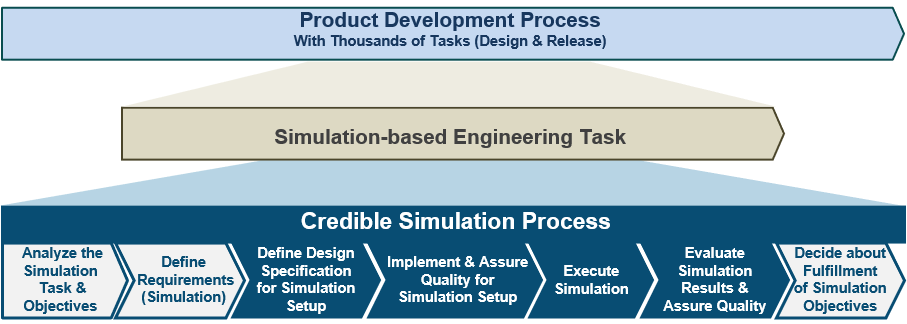 Product Development Process
With Thousands of Tasks (Design & Release)
Simulation-based Engineering Task
Credible Simulation Process
Analyze the
Simulation
Task &
Objectives
Define
Requirements
(Simulation)
Define Design
Specification
for Simulation
Setup
Implement & Assure
Quality for
Simulation Setup
Execute
Simulation
Evaluate
Simulation
Results &
Assure Quality
Decide about
Fulfillment
of Simulation
Objectives